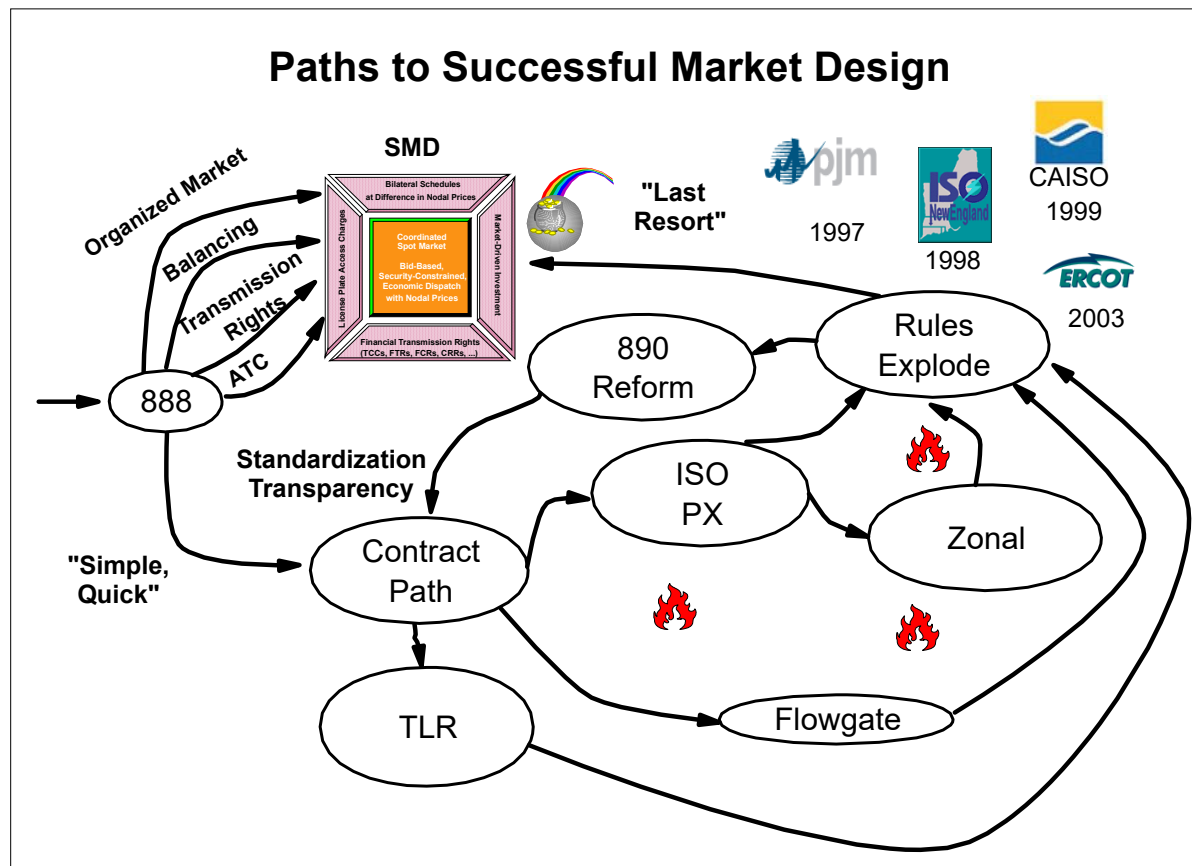 Paths to Successful Market Design
SMD
Organized Market
Balancing
Transmission
Rights
ATC
Bilateral Schedules
at Difference in Nodal Prices
License Plate Access Charges
Coordinated
Spot Market
Bid-Based,
Security-Constrained,
Economic Dispatch
with Nodal Prices
Market-Driven Investment
Financial Transmission Rights
(TCCs, FTRs, FCRs, CRRs, ...)
"Last
Resort"
pjm
1997
ISO
NewEngland
1998
CAISO
1999
ERCOT
2003
888
890
Reform
Rules
Explode
Standardization
Transparency
ISO
PX
Zonal
"Simple,
Quick"
Contract
Path
TLR
Flowgate